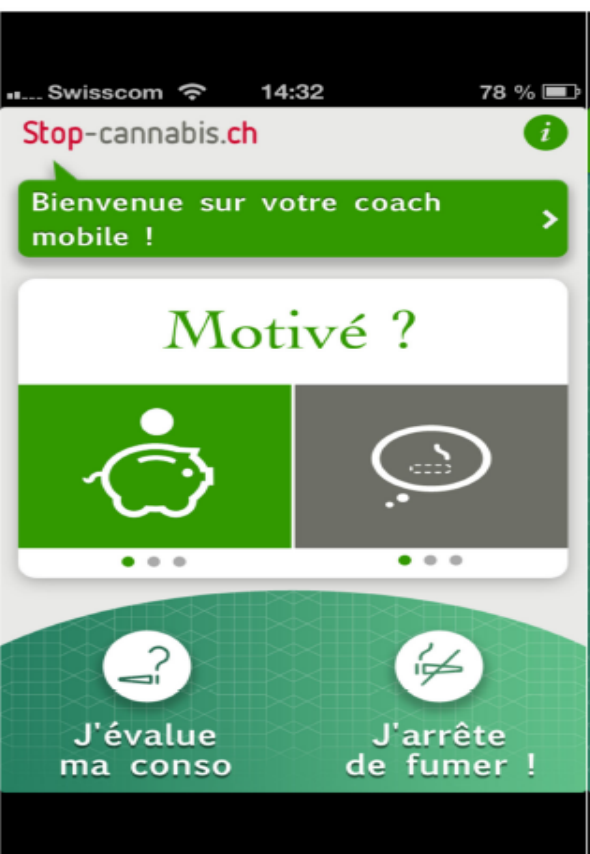 Swisscom 14:32 78 %
Stop-cannabis.ch
i
Bienvenue sur votre coach
mobile !
Motivé ?
J'évalue
ma conso
J'arrête
de fumer !